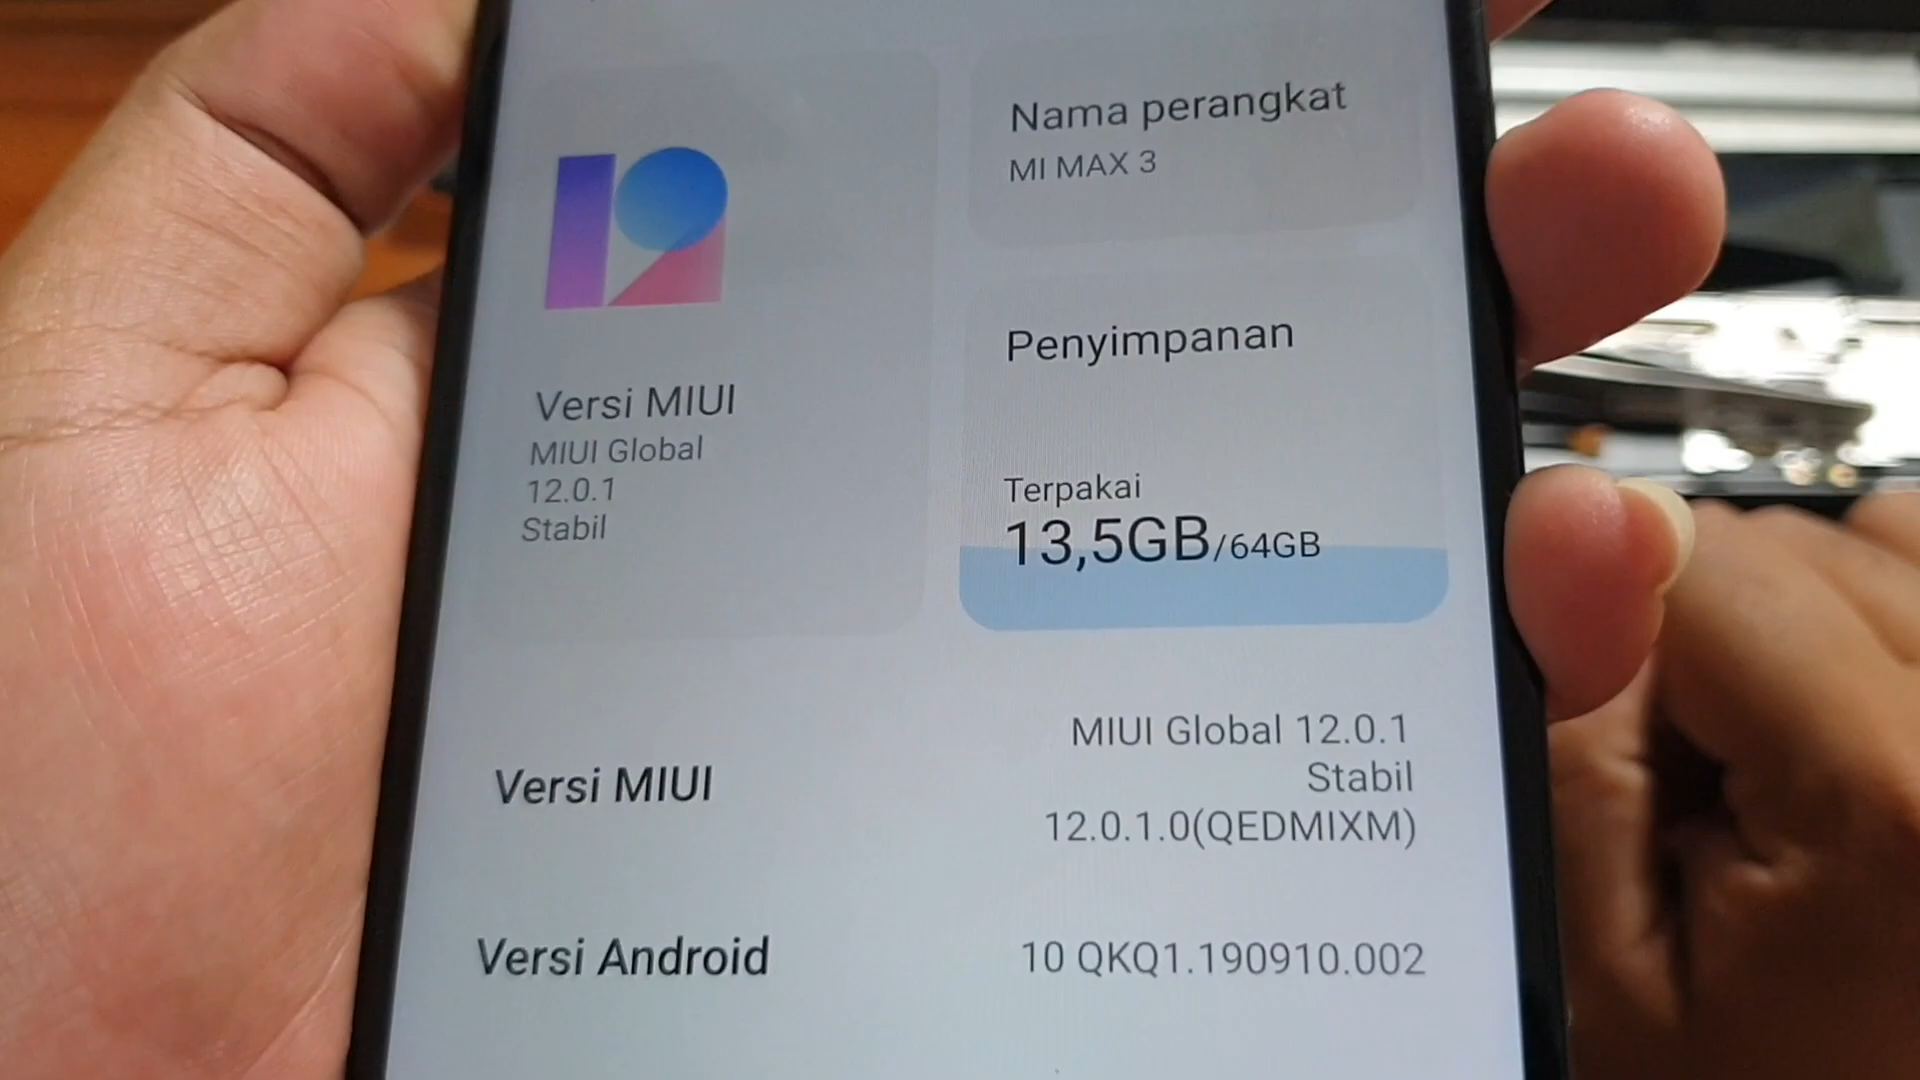 Nama perangkat
MI MAX 3
12
Versi MIUI
MIUI Global
12.0.1
Stabil
Penyimpanan
Terpakai
13,5GB/64GB
Versi MIUI
MIUI Global 12.0.1
Stabil
12.0.1.0(QEDMIXM)
Versi Android
10 QKQ1.190910.002